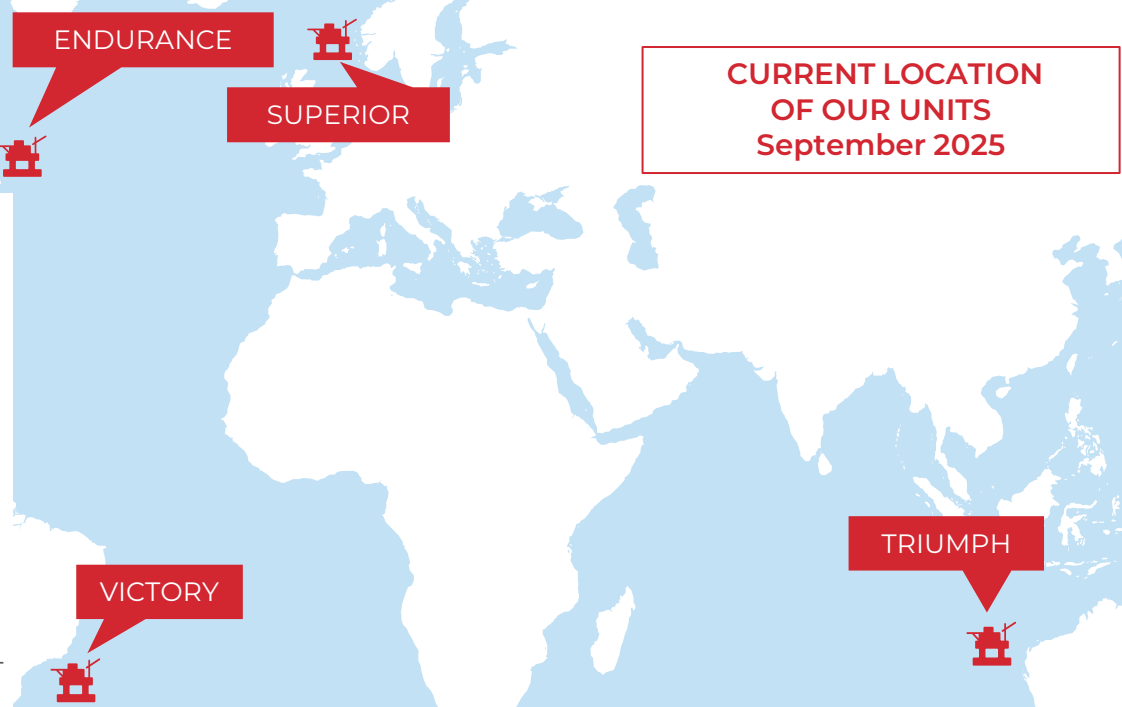 ENDURANCE
SUPERIOR
CURRENT LOCATION
OF OUR UNITS
September 2025
TRIUMPH
VICTORY